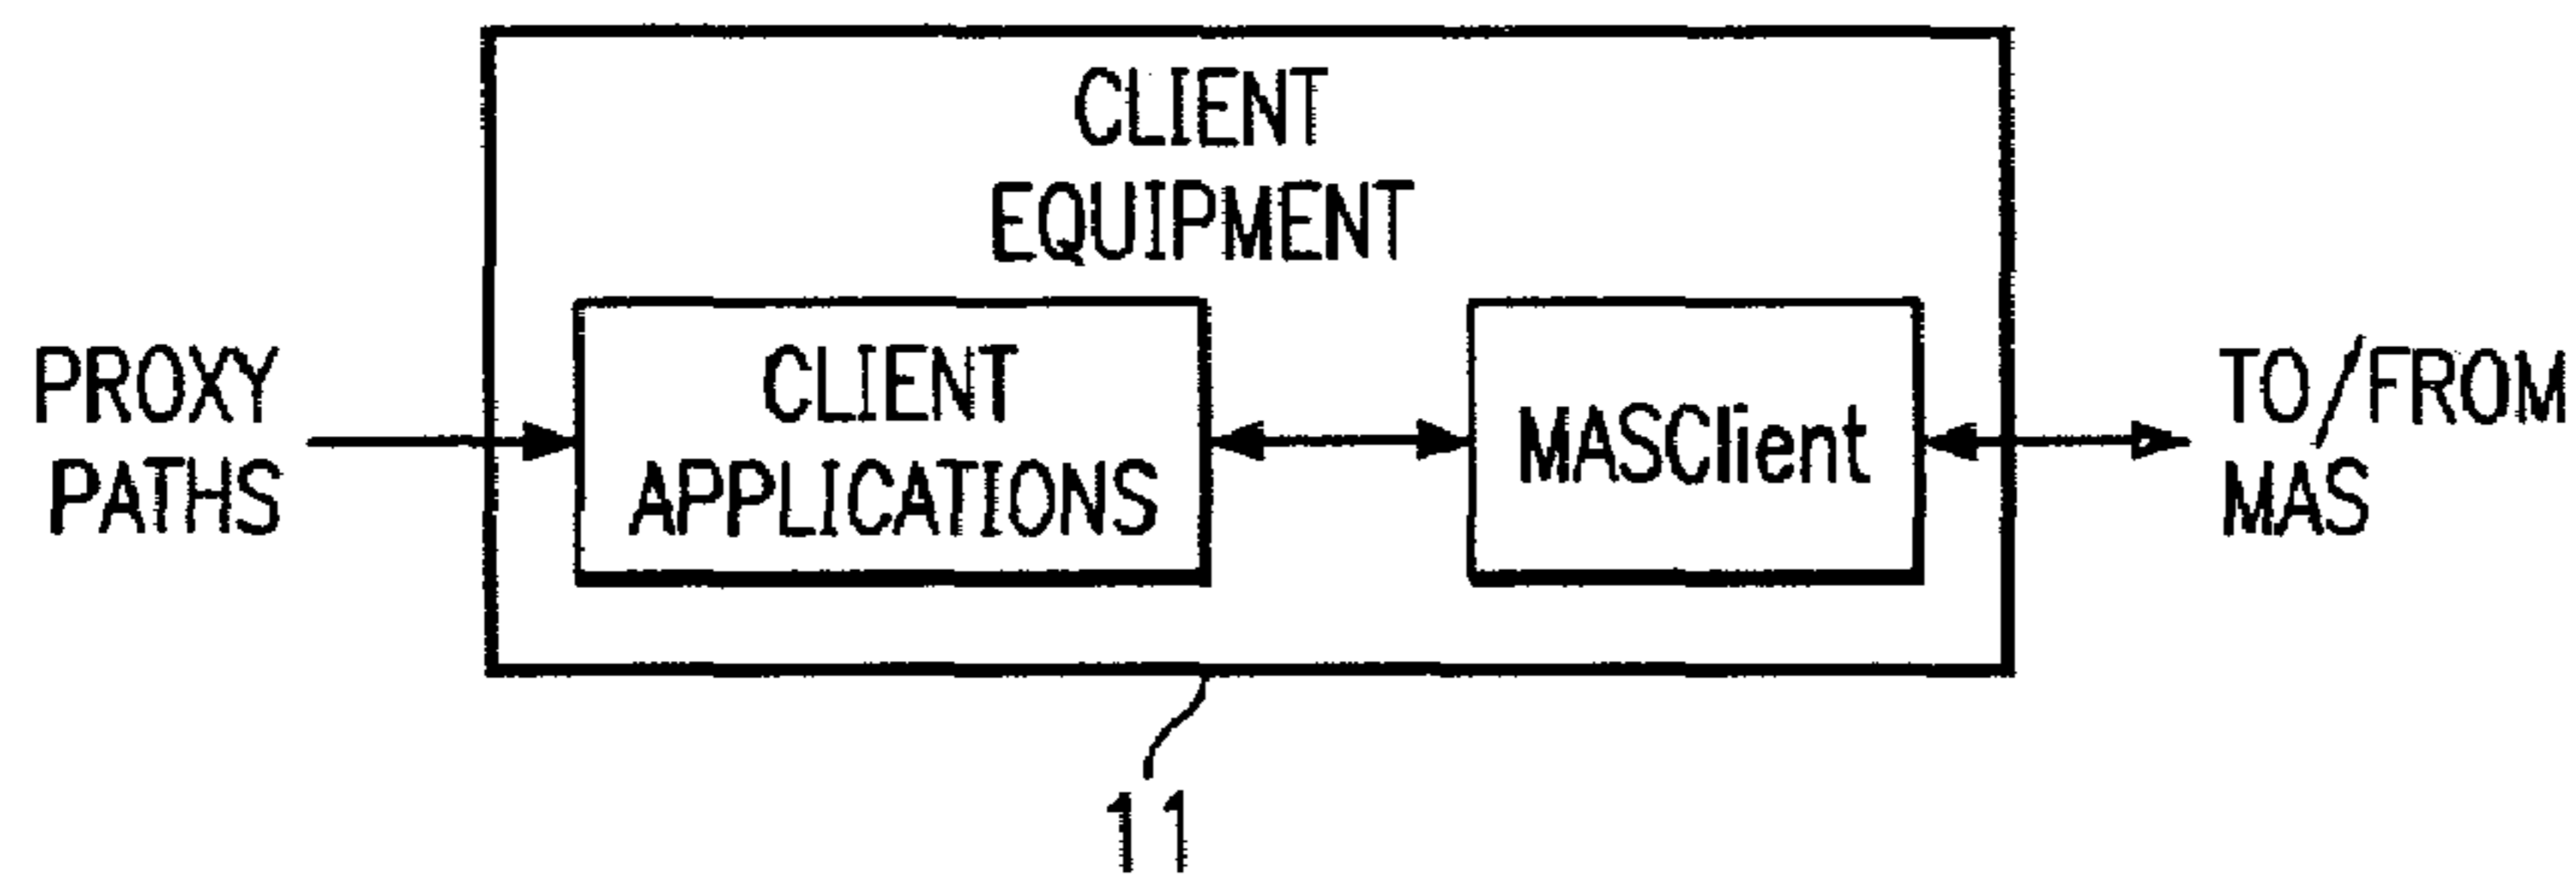 CLIENT
EQUIPMENT
PROXY
PATHS
CLIENT
APPLICATIONS
MASClient
TO/FROM
MAS
11